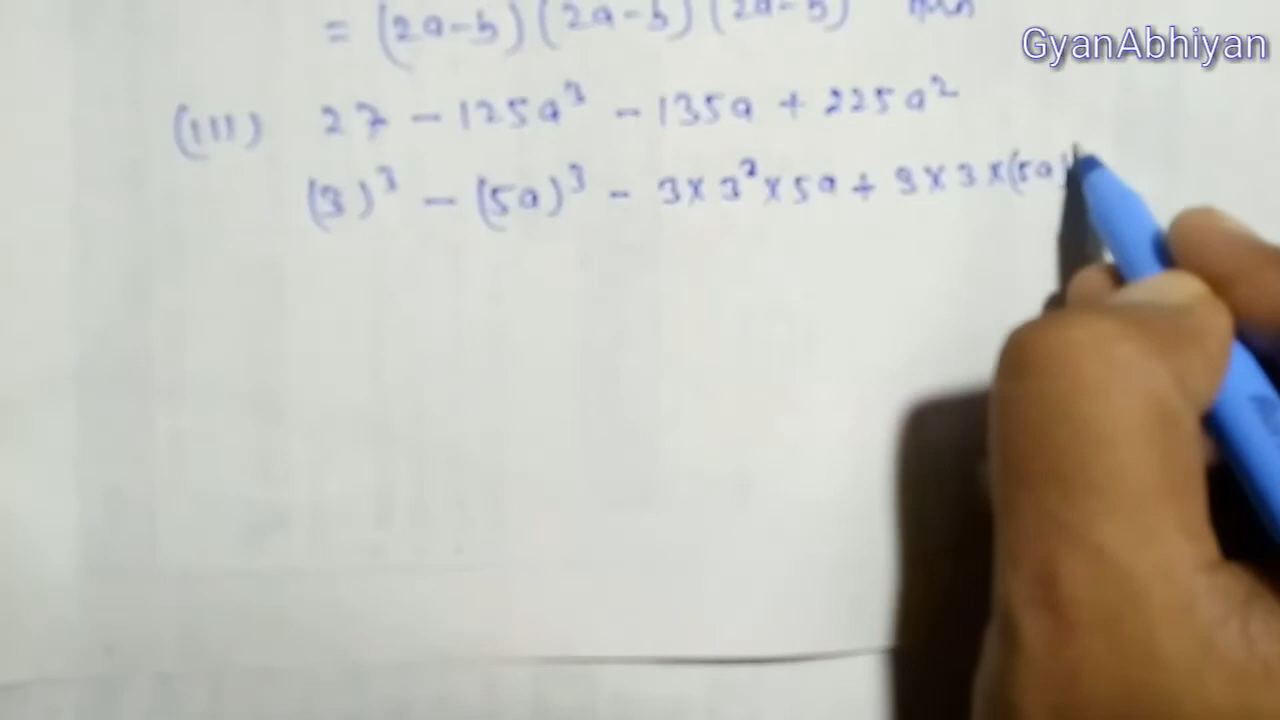 = (2a-b) (2a-b) (2a-b)
GyanAbhiyan
(iii) 27 - 125a³ - 135a + 225a²
(3)³ - (5a)³ - 3 x 3² x 5a + 3 x 3 x (5a)